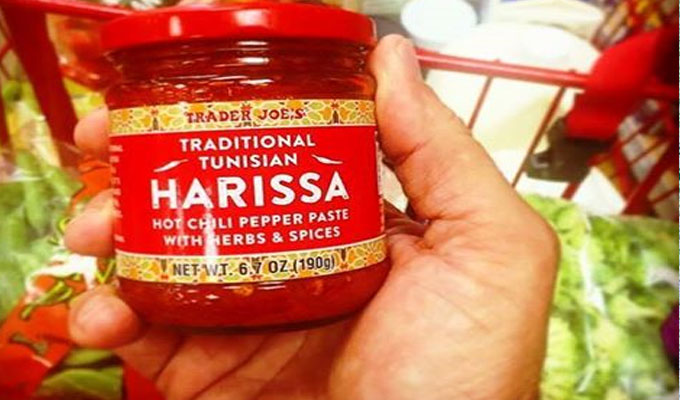 TRADER JOE'S
TRADITIONAL
TUNISIAN
HARISSA
HOT CHILI PEPPER PASTE
WITH HERBS & SPICES
NET WT. 6.7 OZ.(190g)